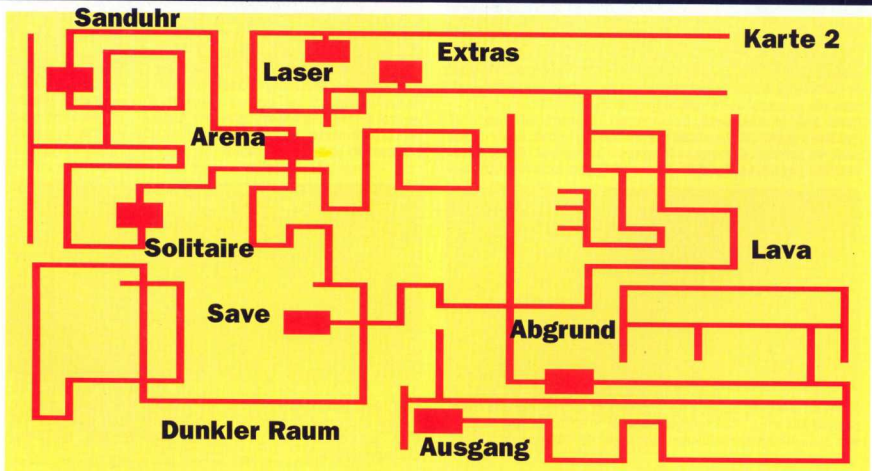 Sanduhr
Karte 2
Extras
Laser
Arena
Solitaire
Lava
Save
Abgrund
Dunkler Raum
Ausgang